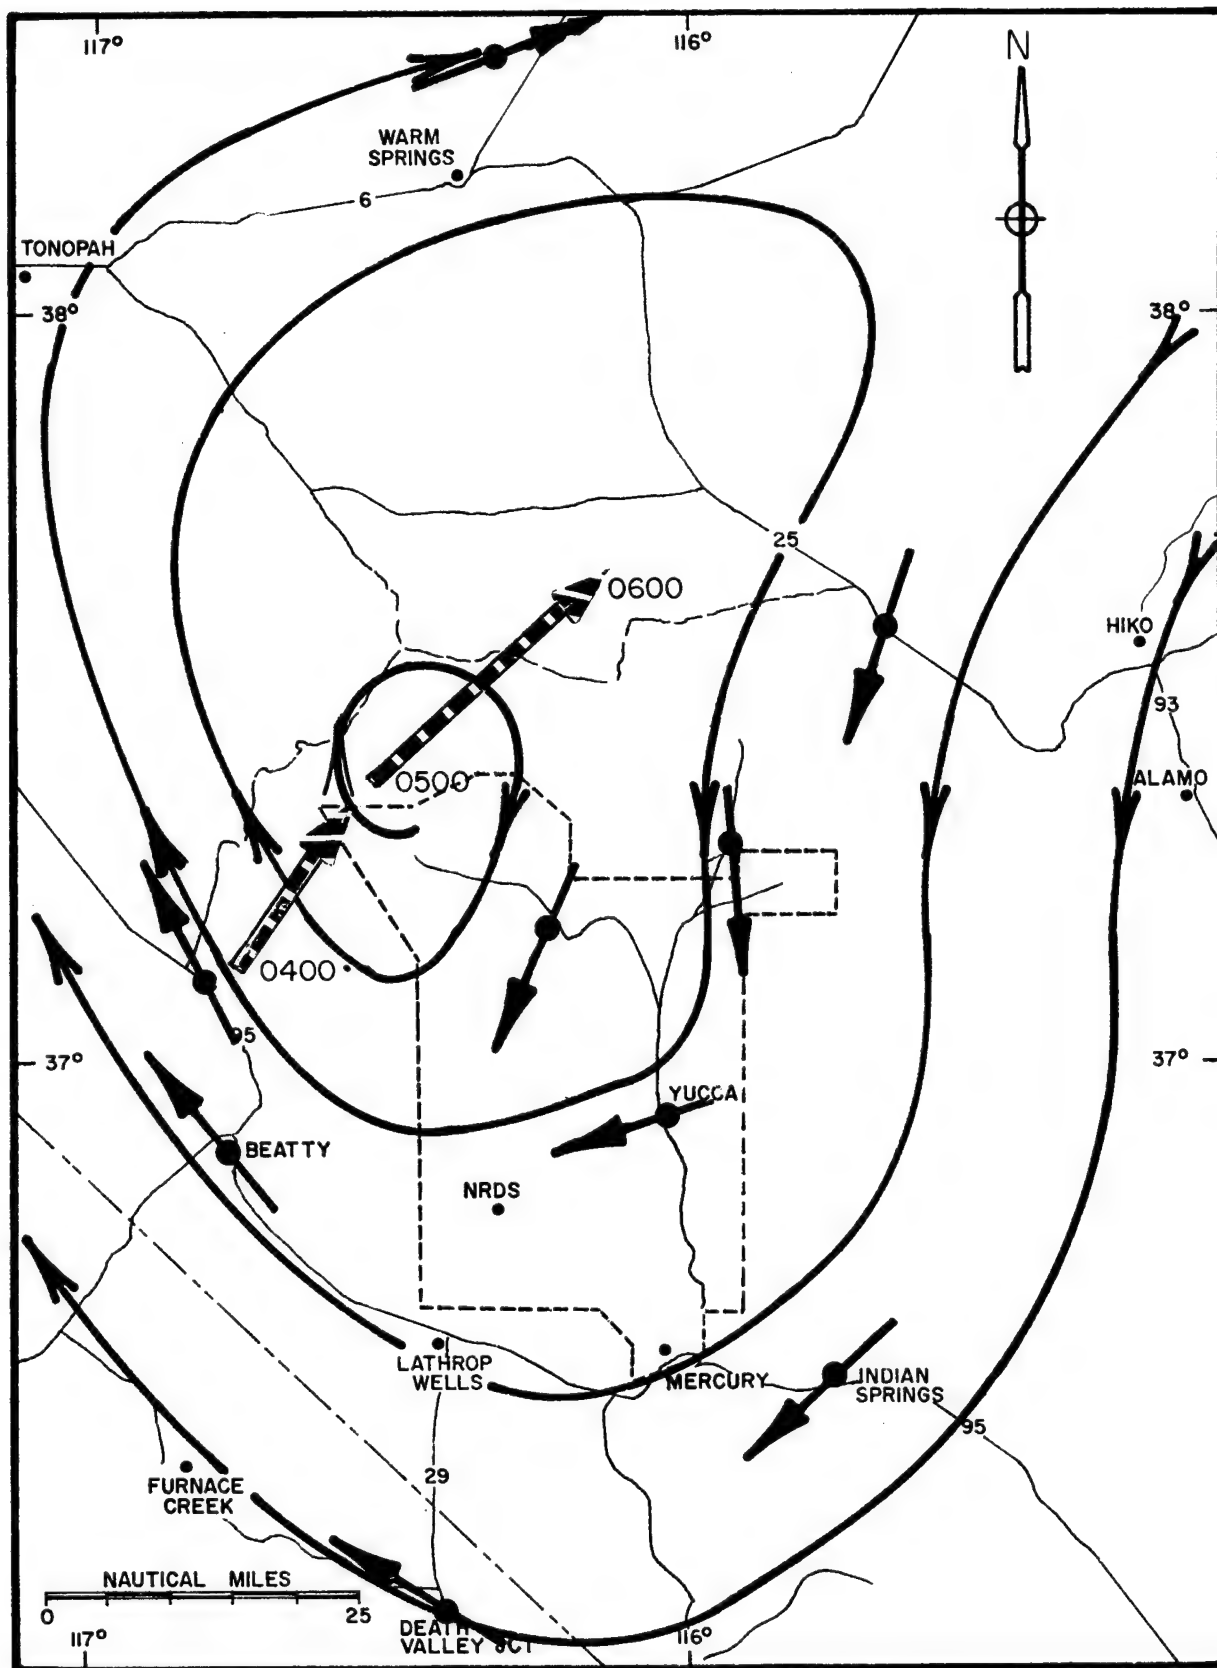 117°
116°
N
WARM
SPRINGS
6
TONOPAH
38°
38°
25
0600
HIKO
93
0500
ALAMO
0400
95
37°
37°
YUCCA
BEATTY
NRDS
LATHROP
WELLS
MERCURY
INDIAN
SPRINGS
95
29
FURNACE
CREEK
NAUTICAL MILES
0
25
DEATH
VALLEY JCT
117°
116°